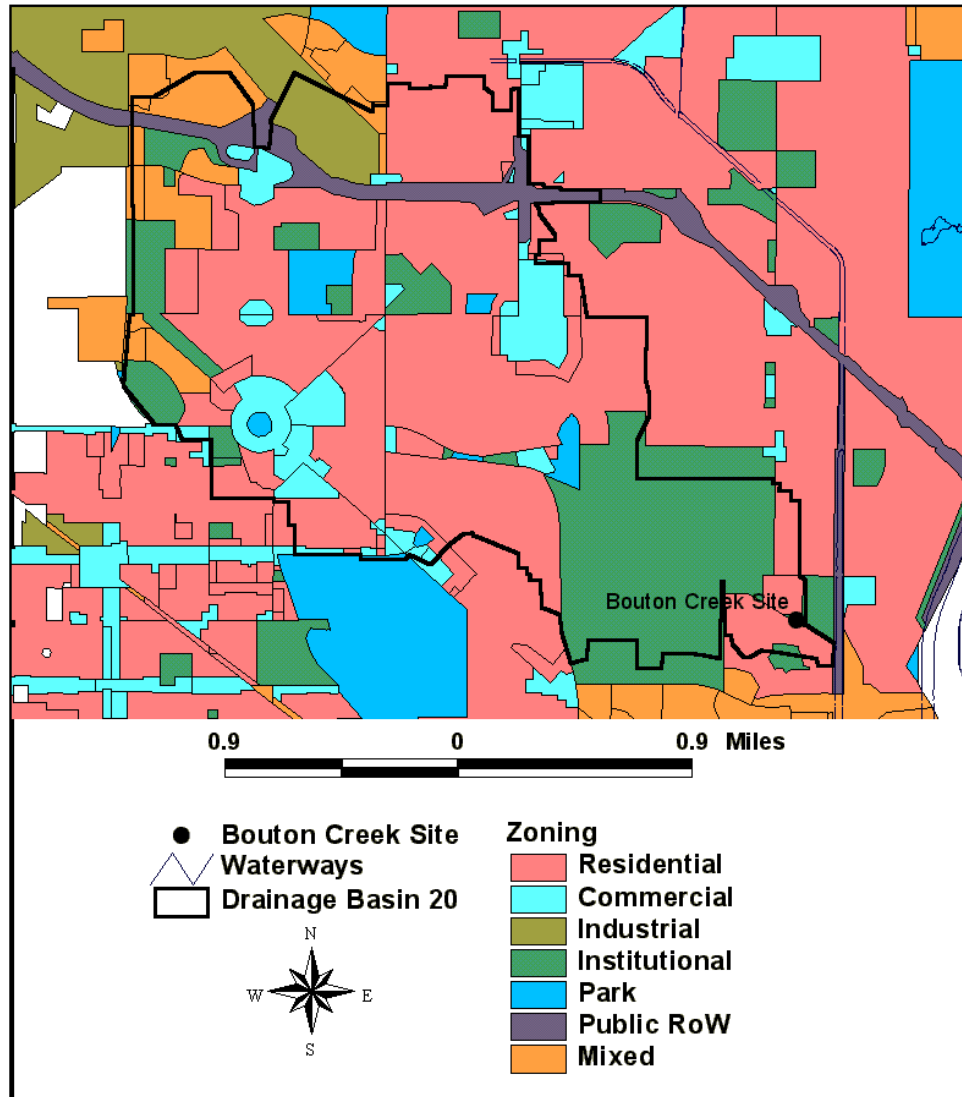 Bouton Creek Site
0.9 0 0.9 Miles
Bouton Creek Site
Waterways
Drainage Basin 20
N
W E
S
Zoning
Residential
Commercial
Industrial
Institutional
Park
Public RoW
Mixed